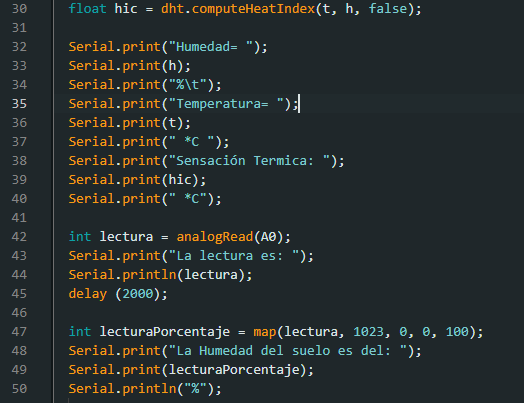 30 float hic = dht.computeHeatIndex(t, h, false);
31
32 Serial.print("Humedad= ");
33 Serial.print(h);
34 Serial.print("%\t");
35 Serial.print("Temperatura= ");
36 Serial.print(t);
37 Serial.print(" *C ");
38 Serial.print("Sensación Termica: ");
39 Serial.print(hic);
40 Serial.print(" *C");
41
42 int lectura = analogRead(A0);
43 Serial.print("La lectura es: ");
44 Serial.println(lectura);
45 delay (2000);
46
47 int lecturaPorcentaje = map(lectura, 1023, 0, 0, 100);
48 Serial.print("La Humedad del suelo es del: ");
49 Serial.print(lecturaPorcentaje);
50 Serial.println("%");